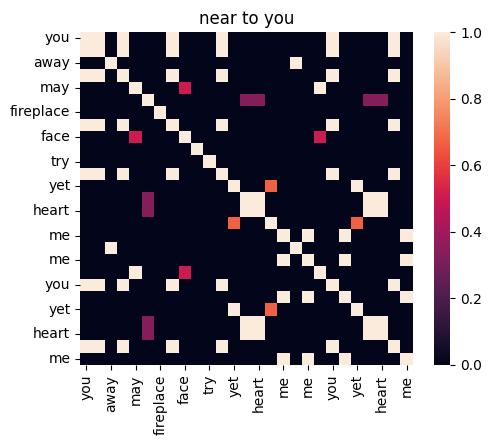 near to you
you
away
may
fireplace
face
try
yet
heart
me
me
you
yet
heart
me
1.0
0.8
0.6
0.4
0.2
0.0
you
away
may
fireplace
face
try
yet
heart
me
me
you
yet
heart
me